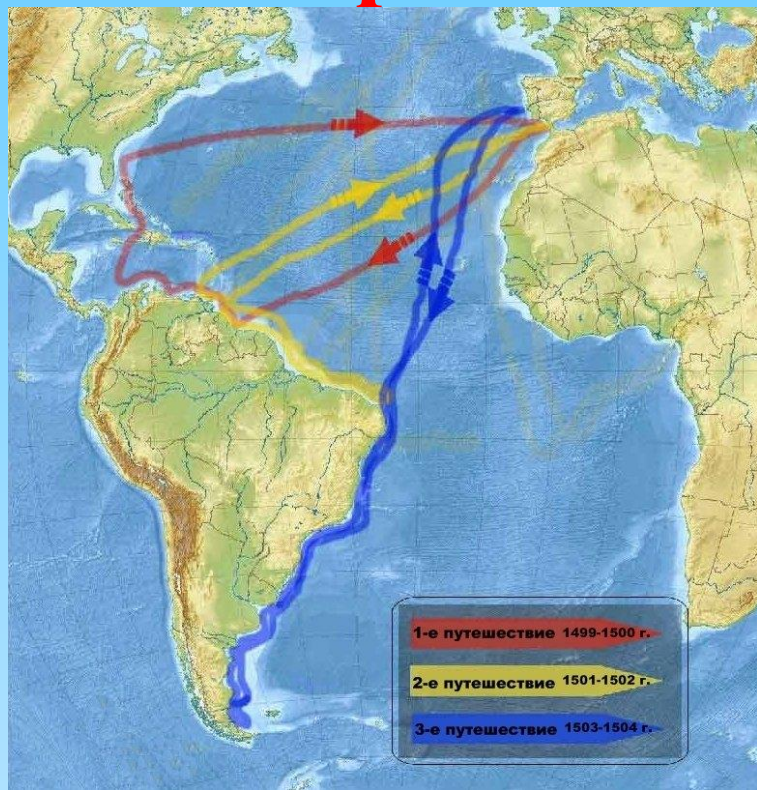 1-е путешествие 1499-1500 г.
2-е путешествие 1501-1502 г.
3-е путешествие 1503-1504 г.